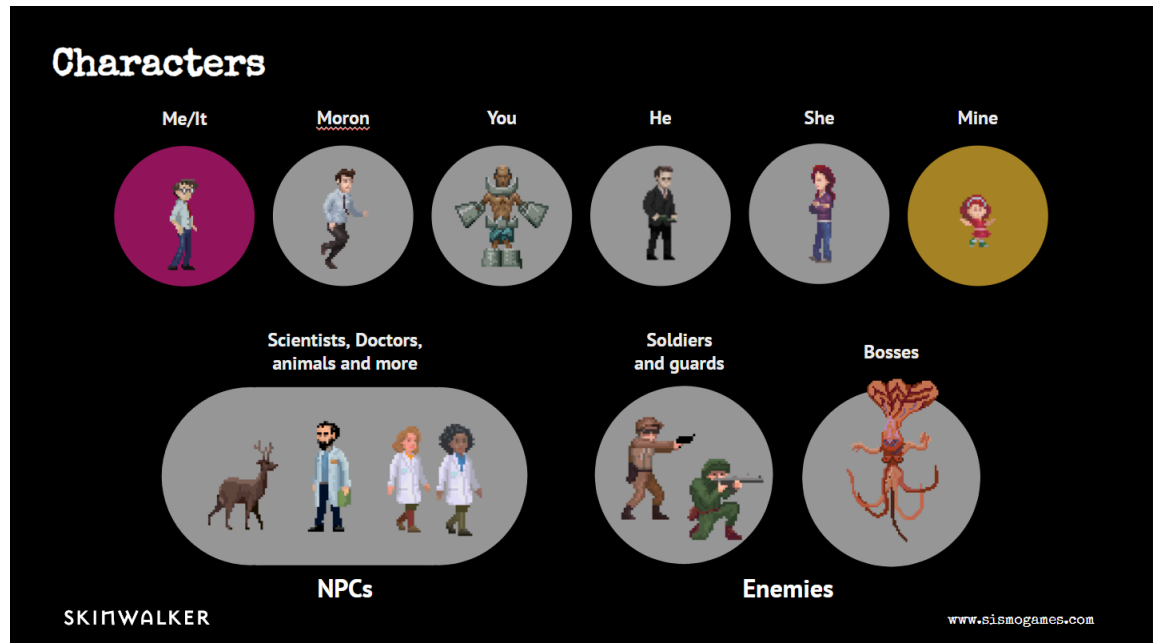 Characters
Me/It
Moron
You
He
She
Mine
Scientists, Doctors,
animals and more
Soldiers
and guards
Bosses
NPCs
Enemies
SKINWALKER
www.sismogames.com